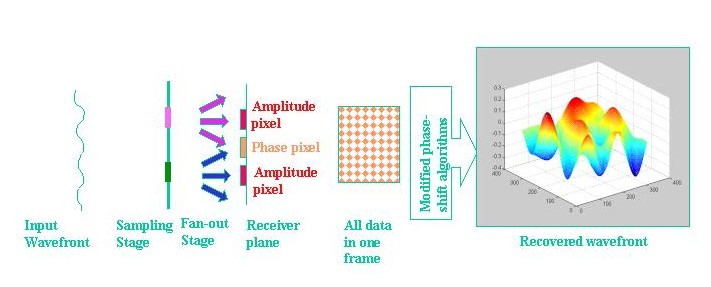 Amplitude
pixel
Phase pixel
Amplitude
pixel
Modified phase-
shift algorithms
0.3
0.2
0.1
0
-0.1
-0.2
-0.3
-0.4
400
300
200
100
0
0
100
200
300
400
Input
Wavefront
Sampling
Stage
Fan-out
Stage
Receiver
plane
All data
in one
frame
Recovered wavefront